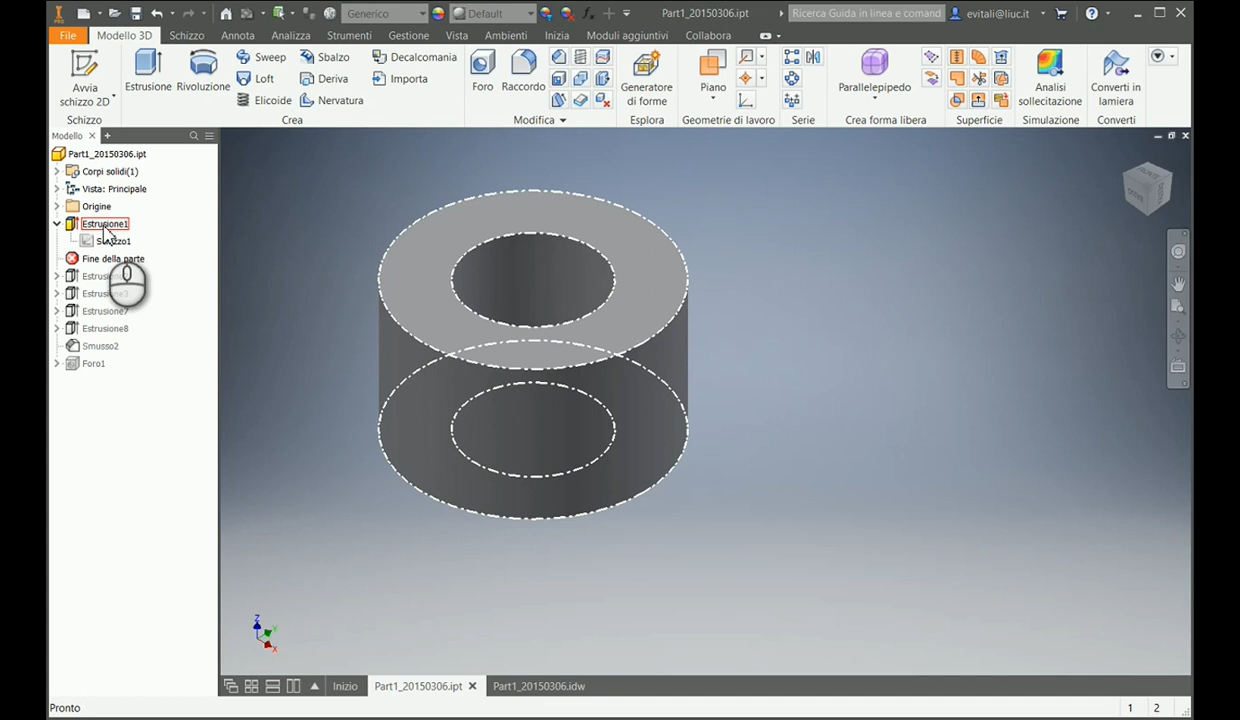 Generico
Default
Part1_20150306.ipt
Ricerca Guida in linea e comand
evitali@liuc.it
PRO
File
Modello 3D
Schizzo
Annota
Analizza
Strumenti
Gestione
Vista
Ambienti
Inizia
Moduli aggiuntivi
Collabora
Avvia
schizzo 2D
Schizzo
Estrusione
Rivoluzione
Sweep
Loft
Elicoide
Sbalzo
Deriva
Nervatura
Decalcomania
Importa
Crea
Foro
Raccordo
Modifica
Generatore
di forme
Esplora
Piano
Geometrie di lavoro
Serie
Parallelepipedo
Crea forma libera
Superficie
Analisi
sollecitazione
Simulazione
Converti in
lamiera
Converti
Modello
Part1_20150306.ipt
Corpi solidi(1)
Vista: Principale
Origine
Estrusione1
Fine della parte
Estrusione7
Estrusione8
Smusso2
Foro1
Z
Y
X
Inizio
Part1_20150306.ipt
Part1_20150306.idw
Pronto
1
2